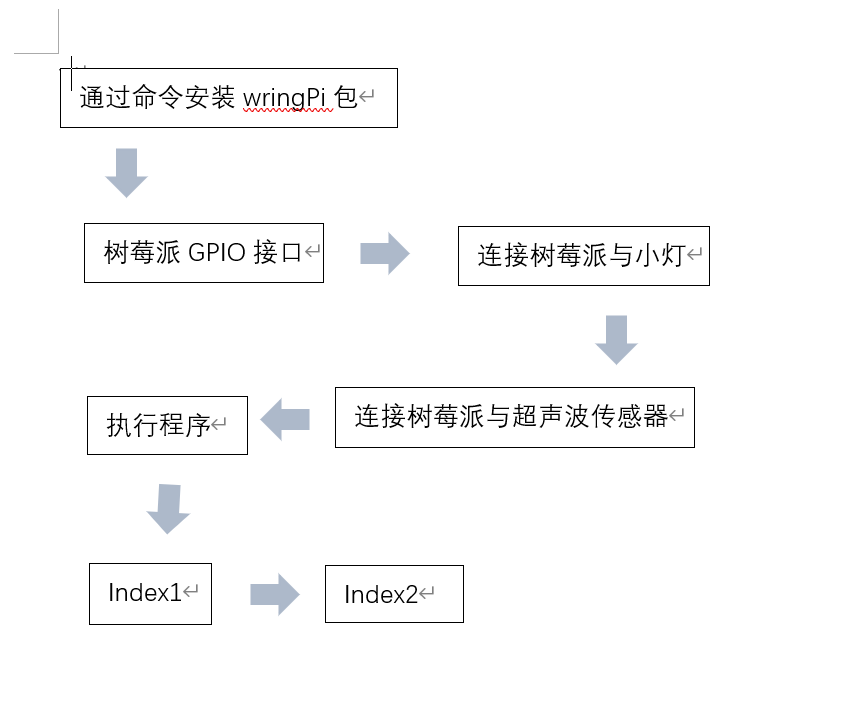 通过命令安装 wringPi 包
树莓派 GPIO 接口
连接树莓派与小灯
连接树莓派与超声波传感器
执行程序
Index1
Index2